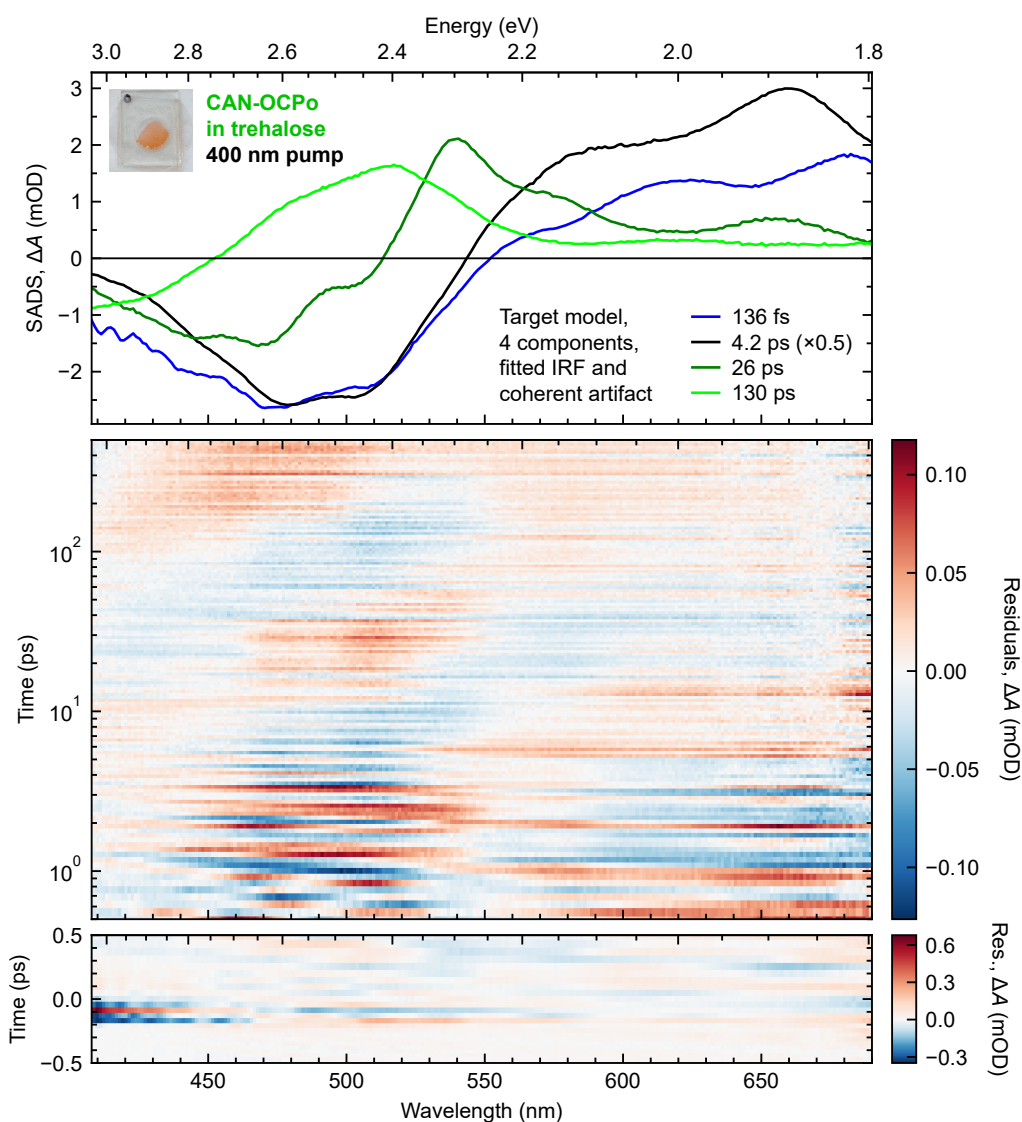 Energy (eV)
3.0 2.8 2.6 2.4 2.2 2.0 1.8
SADS, ΔA (mOD)
3
2
1
0
−1
−2
CAN-OCPo
in trehalose
400 nm pump
Target model,
4 components,
fitted IRF and
coherent artifact
136 fs
4.2 ps (×0.5)
26 ps
130 ps
Time (ps)
10²
10¹
10⁰
0.10
0.05
0.00
−0.05
−0.10
Residuals, ΔA (mOD)
Time (ps)
0.5
0.0
−0.5
0.6
0.3
0.0
−0.3
Res., ΔA (mOD)
450 500 550 600 650
Wavelength (nm)